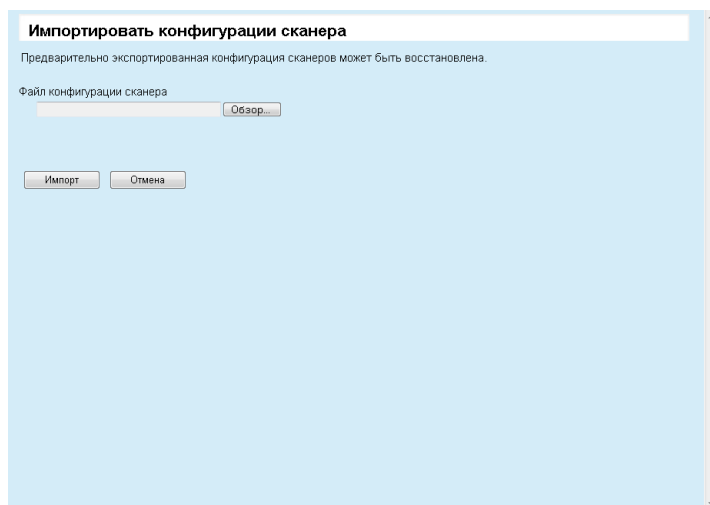 Импортировать конфигурации сканера
Предварительно экспортированная конфигурация сканеров может быть восстановлена.
Файл конфигурации сканера
Обзор...
Импорт Отмена